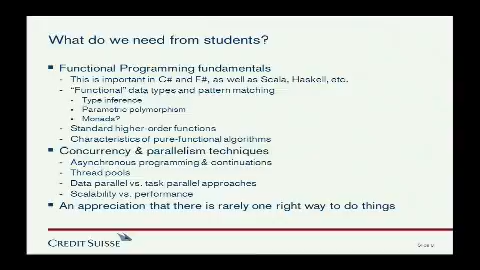 What do we need from students?
Functional Programming fundamentals
- This is important in C# and F#, as well as Scala, Haskell, etc.
- "Functional" data types and pattern matching
Type inference
Parametric polymorphism
Monads?
- Standard higher-order functions
- Characteristics of pure-functional algorithms
Concurrency & parallelism techniques
- Asynchronous programming & continuations
- Thread pools
- Data parallel vs. task parallel approaches
- Scalability vs. performance
An appreciation that there is rarely one right way to do things
CREDIT SUISSE